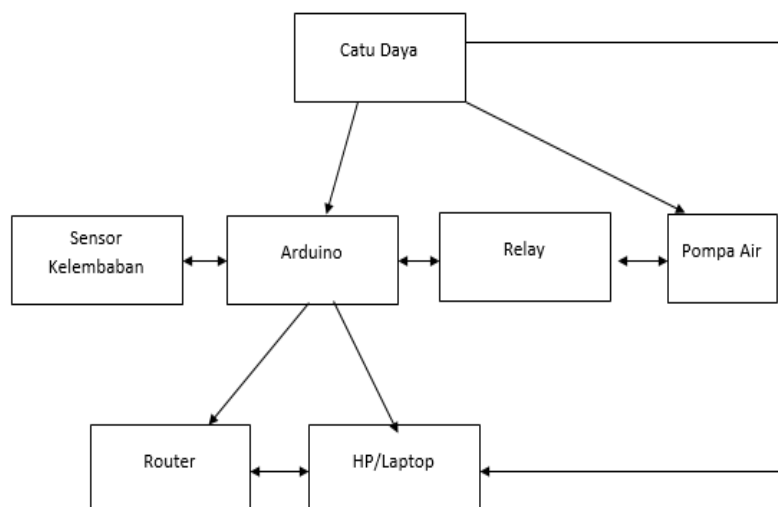 Catu Daya
Sensor
Kelembaban
Arduino
Relay
Pompa Air
Router
HP/Laptop